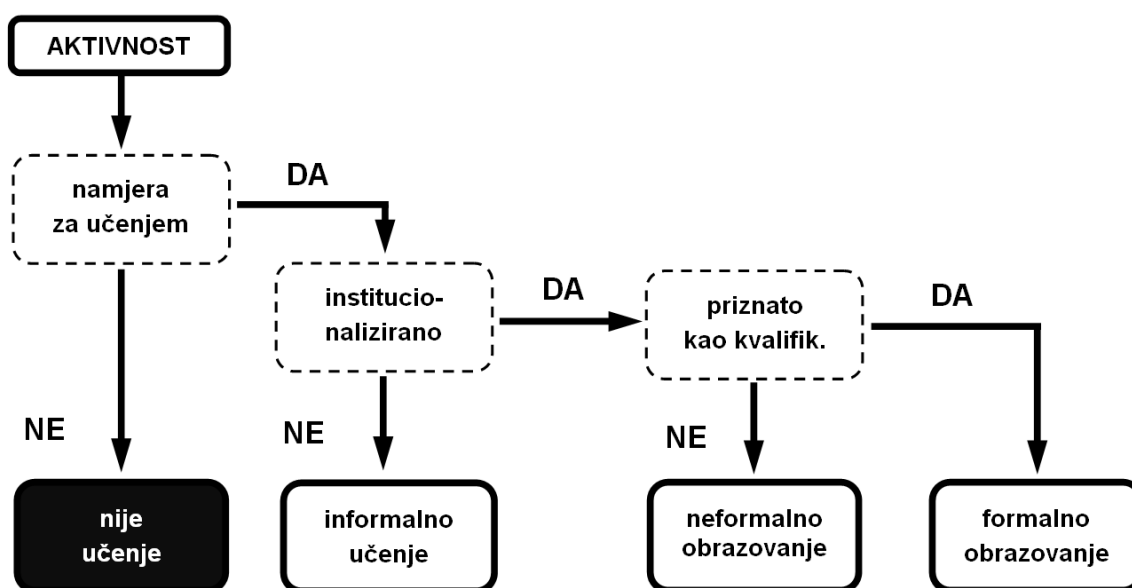 AKTIVNOST
namjera
za učenjem
DA
institucio-
nalizirano
DA
priznato
kao kvalifik.
DA
NE
NE
NE
nije
učenje
informalno
učenje
neformalno
obrazovanje
formalno
obrazovanje